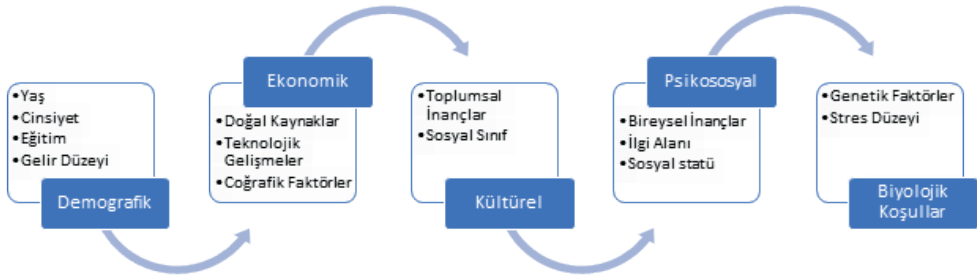 •Yaş
•Cinsiyet
•Eğitim
•Gelir Düzeyi
Demografik
Ekonomik
•Doğal Kaynaklar
•Teknolojik
Gelişmeler
•Coğrafik Faktörler
•Toplumsal
İnançlar
•Sosyal Sınıf
Kültürel
Psikososyal
•Bireysel İnançlar
•İlgi Alanı
•Sosyal statü
•Genetik Faktörler
•Stres Düzeyi
Biyolojik
Koşullar